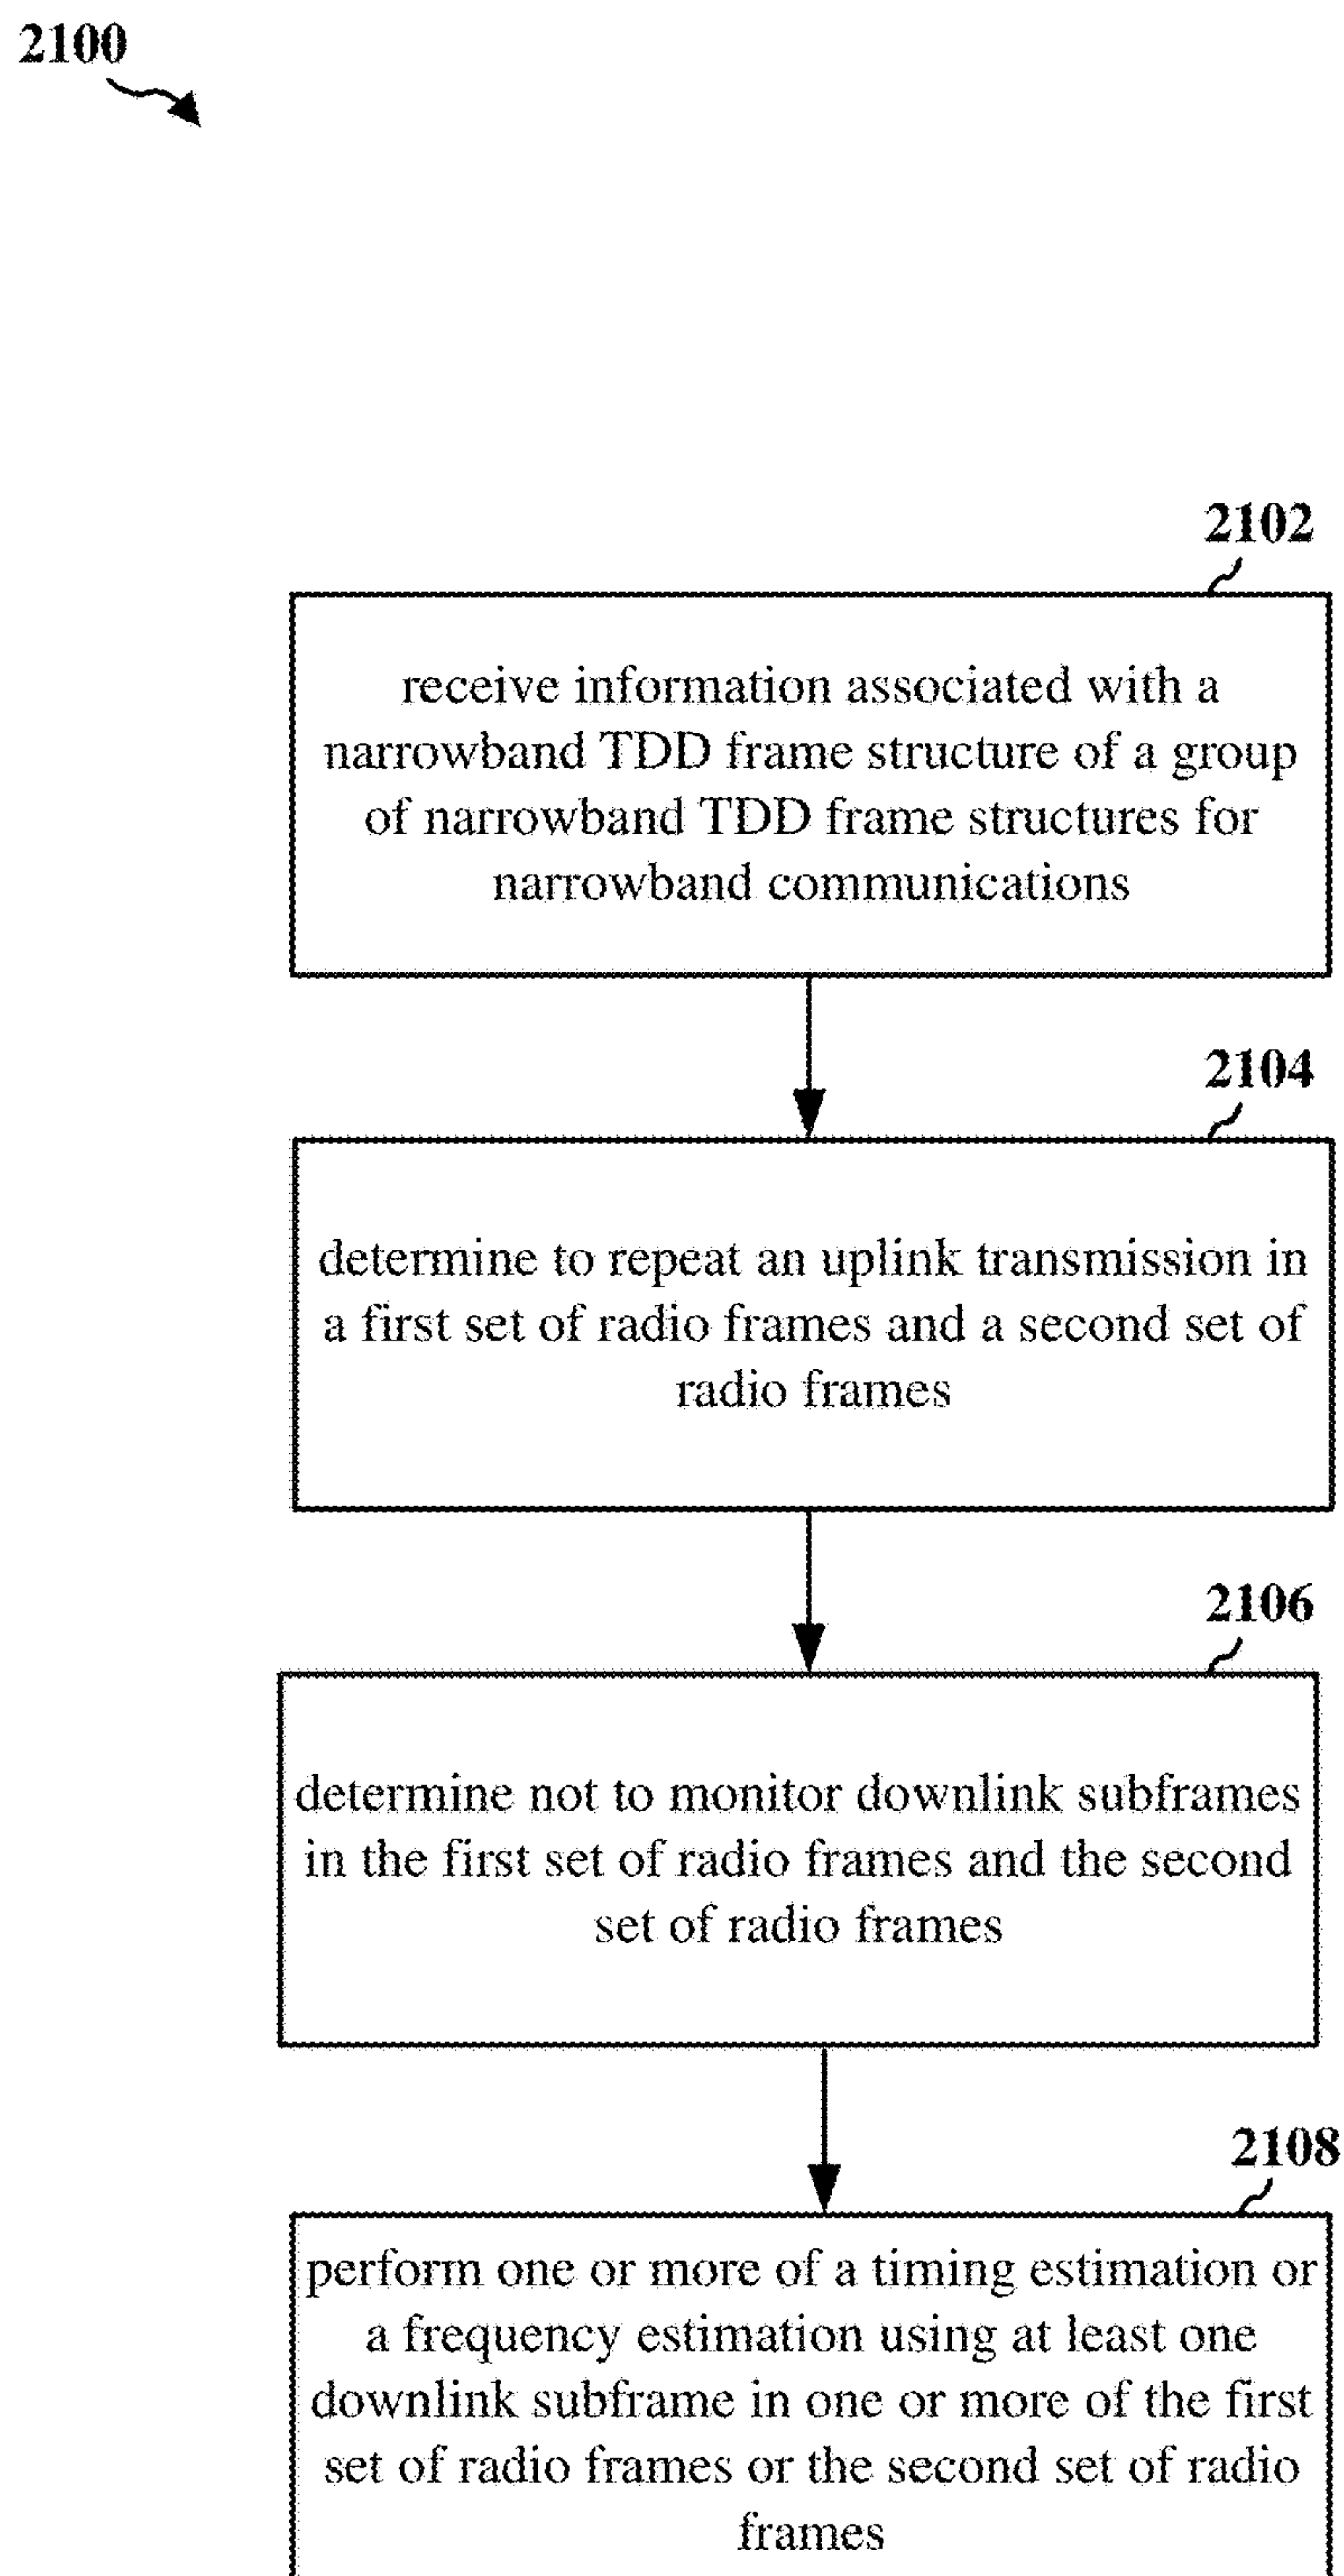 2100
2102
receive information associated with a
narrowband TDD frame structure of a group
of narrowband TDD frame structures for
narrowband communications
2104
determine to repeat an uplink transmission in
a first set of radio frames and a second set of
radio frames
2106
determine not to monitor downlink subframes
in the first set of radio frames and the second
set of radio frames
2108
perform one or more of a timing estimation or
a frequency estimation using at least one
downlink subframe in one or more of the first
set of radio frames or the second set of radio
frames